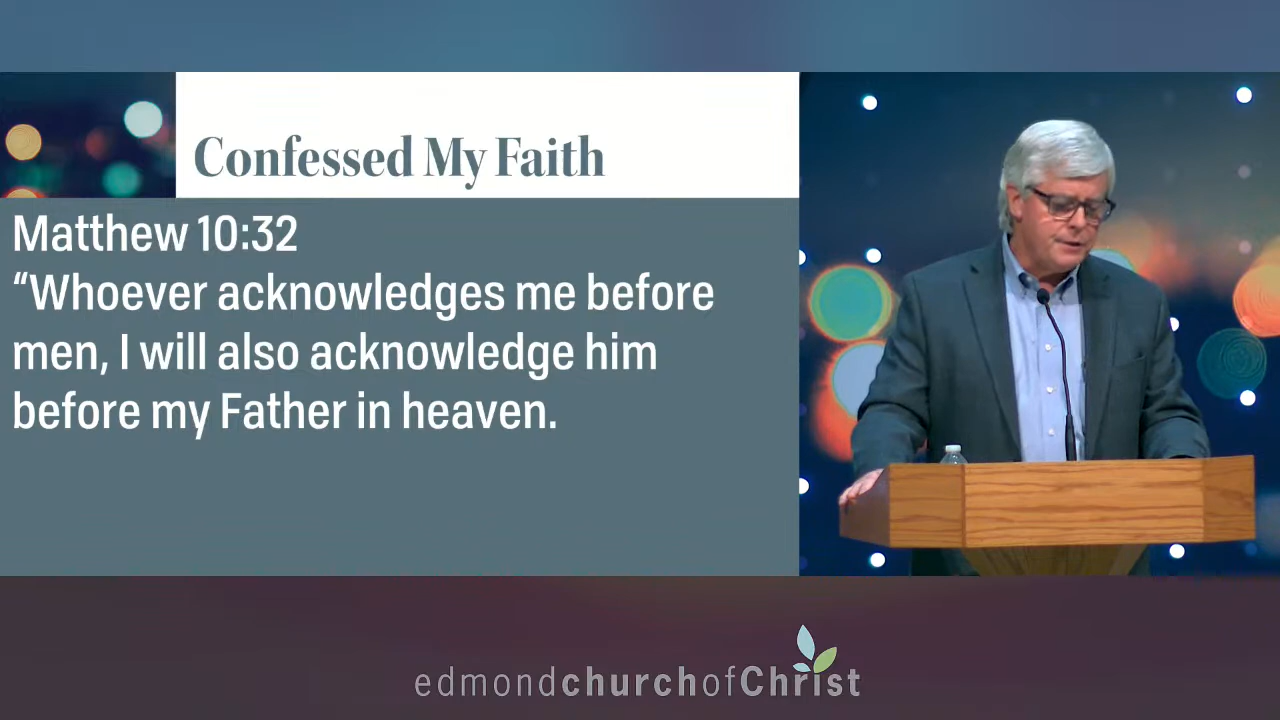 Confessed My Faith
Matthew 10:32
“Whoever acknowledges me before
men, I will also acknowledge him
before my Father in heaven.
edmondchurchofChrist